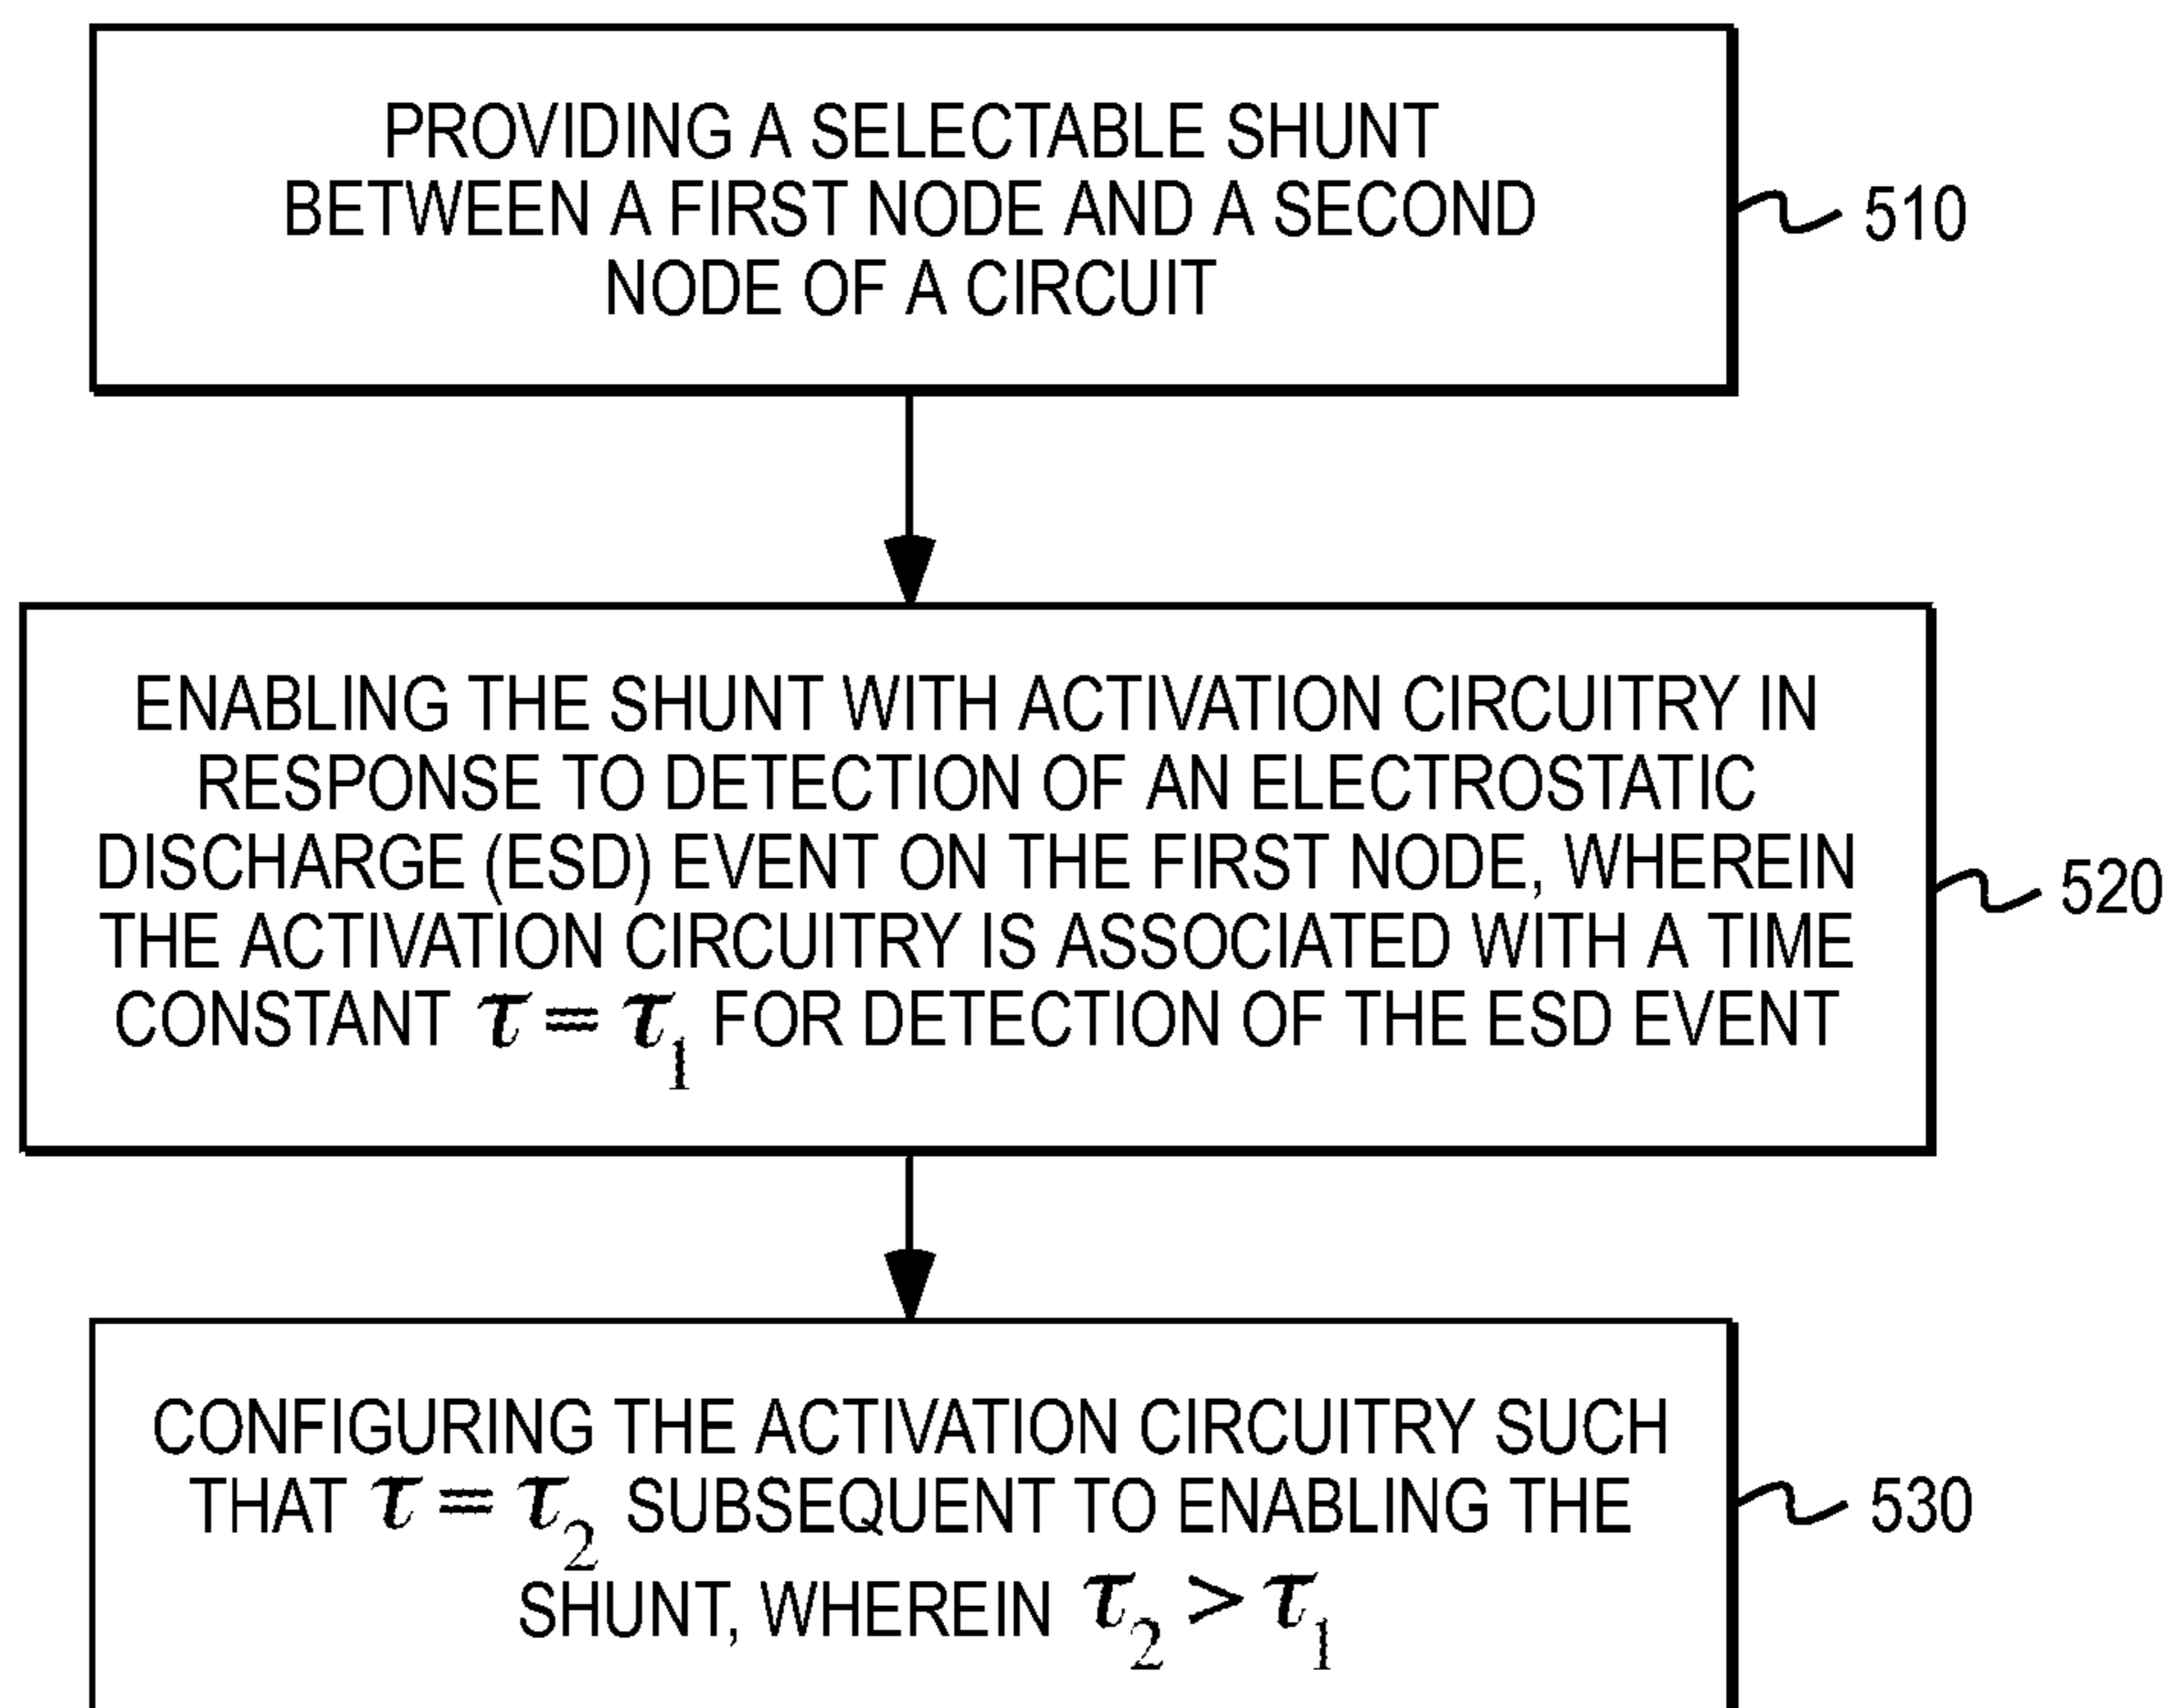 PROVIDING A SELECTABLE SHUNT
BETWEEN A FIRST NODE AND A SECOND
NODE OF A CIRCUIT
510
ENABLING THE SHUNT WITH ACTIVATION CIRCUITRY IN
RESPONSE TO DETECTION OF AN ELECTROSTATIC
DISCHARGE (ESD) EVENT ON THE FIRST NODE, WHEREIN
THE ACTIVATION CIRCUITRY IS ASSOCIATED WITH A TIME
CONSTANT τ = τ₁ FOR DETECTION OF THE ESD EVENT
520
CONFIGURING THE ACTIVATION CIRCUITRY SUCH
THAT τ = τ₂ SUBSEQUENT TO ENABLING THE
SHUNT, WHEREIN τ₂ > τ₁
530